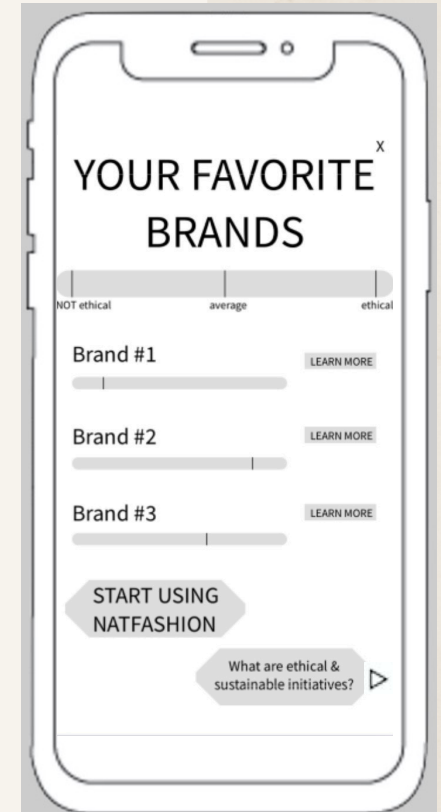 X
YOUR FAVORITE
BRANDS
NOT ethical average ethical
Brand #1
LEARN MORE
Brand #2
LEARN MORE
Brand #3
LEARN MORE
START USING
NATFASHION
What are ethical &
sustainable initiatives?